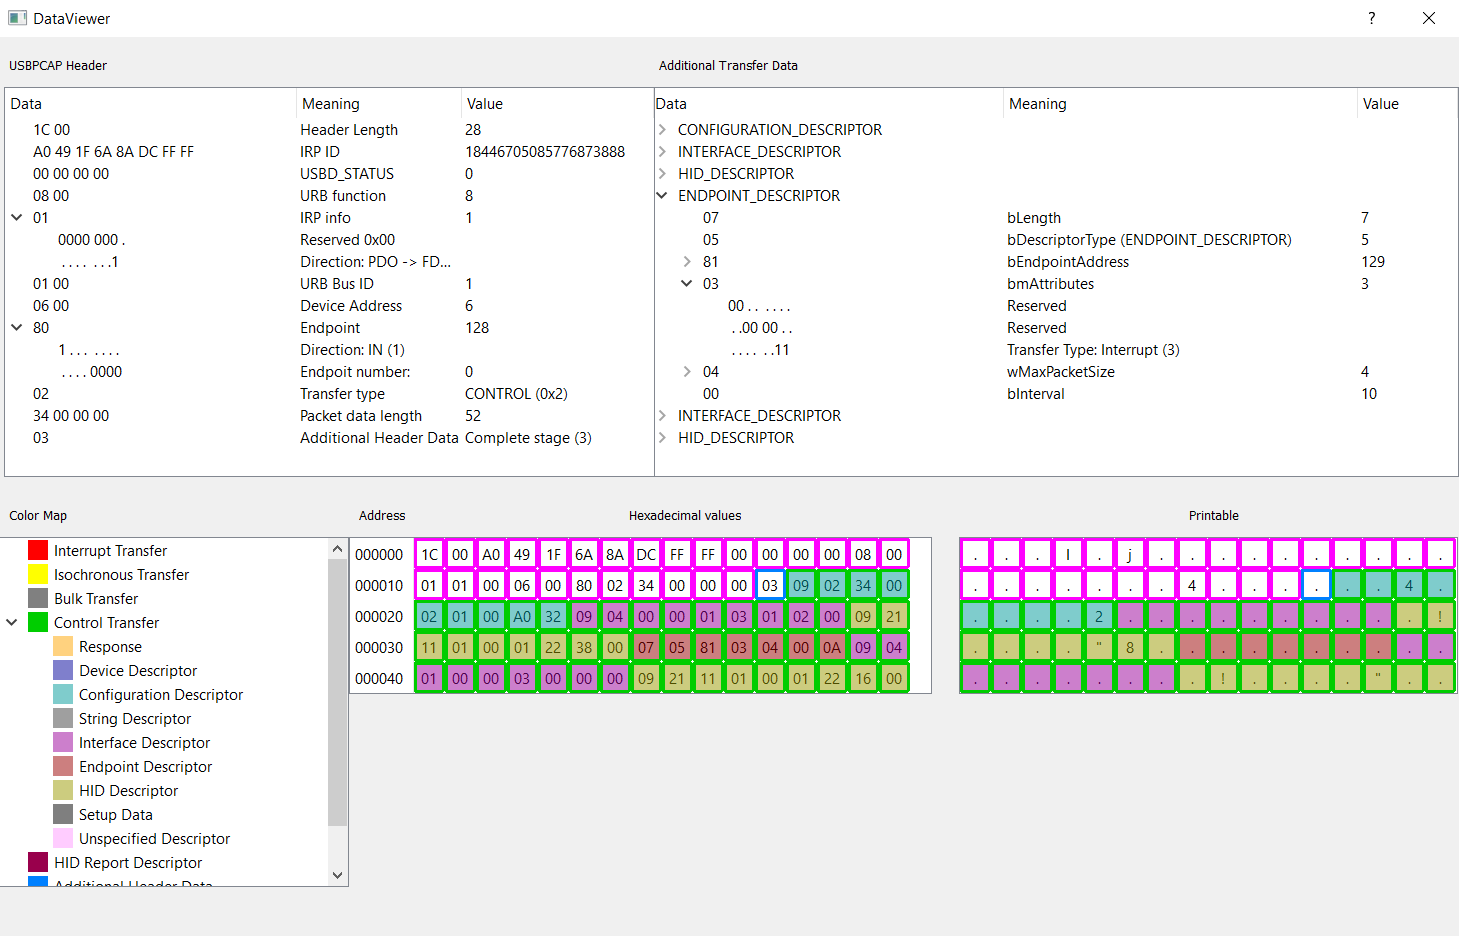 DataViewer
?
USBPCAP Header
Additional Transfer Data
Data Meaning Value
1C 00 Header Length 28
A0 49 1F 6A 8A DC FF FF IRP ID 18446705085776873888
00 00 00 00 USBD_STATUS 0
08 00 URB function 8
01 IRP info 1
0000 000 . Reserved 0x00
. . . . . . .1 Direction: PDO -> FD...
01 00 URB Bus ID 1
06 00 Device Address 6
80 Endpoint 128
1 . . . . . . . Direction: IN (1)
. . . . 0000 Endpoit number: 0
02 Transfer type CONTROL (0x2)
34 00 00 00 Packet data length 52
03 Additional Header Data Complete stage (3)
Data Meaning Value
CONFIGURATION_DESCRIPTOR
INTERFACE_DESCRIPTOR
HID_DESCRIPTOR
ENDPOINT_DESCRIPTOR
07 bLength 7
05 bDescriptorType (ENDPOINT_DESCRIPTOR) 5
81 bEndpointAddress 129
03 bmAttributes 3
00 . . . . . . Reserved
. .00 00 . . Reserved
. . . . . .11 Transfer Type: Interrupt (3)
04 wMaxPacketSize 4
00 bInterval 10
INTERFACE_DESCRIPTOR
HID_DESCRIPTOR
Color Map
Interrupt Transfer
Isochronous Transfer
Bulk Transfer
Control Transfer
Response
Device Descriptor
Configuration Descriptor
String Descriptor
Interface Descriptor
Endpoint Descriptor
HID Descriptor
Setup Data
Unspecified Descriptor
HID Report Descriptor
Additional Header Data
Address Hexadecimal values Printable
000000 1C 00 A0 49 1F 6A 8A DC FF FF 00 00 00 00 08 00 . . . I . j . . . . . . . . . .
000010 01 01 00 06 00 80 02 34 00 00 00 03 09 02 34 00 . . . . . . . 4 . . . . . . 4 .
000020 02 01 00 A0 32 09 04 00 00 01 03 01 02 00 09 21 . . . . 2 . . . . . . . . . . !
000030 11 01 00 01 22 38 00 07 05 81 03 04 00 0A 09 04 . . . . " 8 . . . . . . . . . .
000040 01 00 00 03 00 00 00 09 21 11 01 00 01 22 16 00 . . . . . . . . ! . . . . " . .